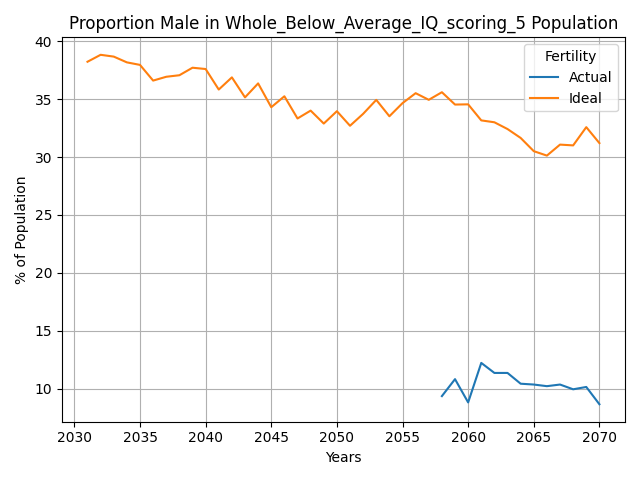 Proportion Male in Whole_Below_Average_IQ_scoring_5 Population
Fertility
Actual
Ideal
% of Population
40
35
30
25
20
15
10
2030 2035 2040 2045 2050 2055 2060 2065 2070
Years